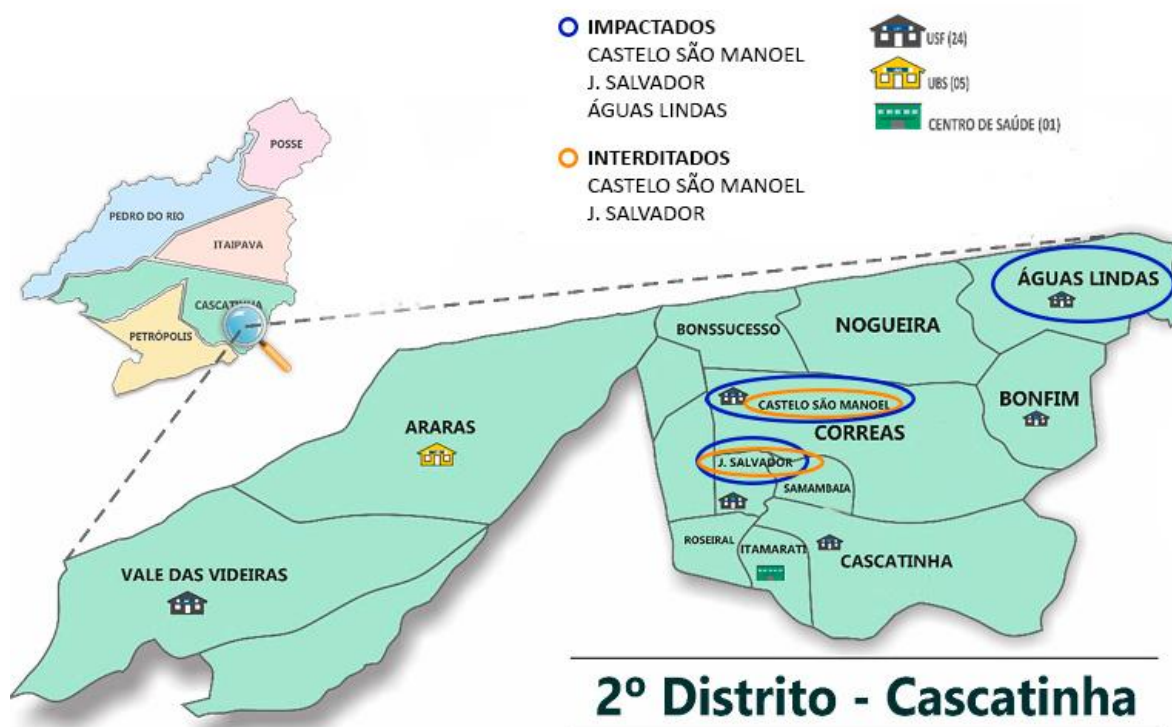 IMPACTADOS
CASTELO SÃO MANOEL
J. SALVADOR
ÁGUAS LINDAS
INTERDITADOS
CASTELO SÃO MANOEL
J. SALVADOR
USF (24)
UBS (05)
CENTRO DE SAÚDE (01)
POSSE
PEDRO DO RIO
ITAIPAVA
CASCATINHA
PETRÓPOLIS
ÁGUAS LINDAS
BONSSUCESSO
NOGUEIRA
CASTELO SÃO MANOEL
BONFIM
ARARAS
CORREAS
J. SALVADOR
SAMAMBAIA
ROSEIRAL
ITAMARATI
CASCATINHA
VALE DAS VIDEIRAS
2º Distrito - Cascatinha